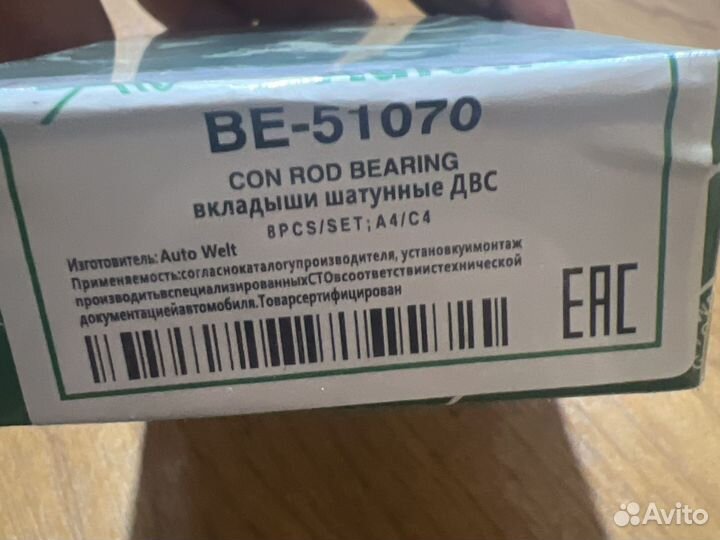 BE-51070
CON ROD BEARING
вкладыши шатунные ДВС
8PCS/SET; A4/C4
Изготовитель: Auto Welt
Применяемость:согласнокаталогупроизводителя, установкуимонтаж
производитьвспециализированныхСТОвсоответствиистехнической
документациейавтомобиля.Товарсертифицирован
EAC
Avito